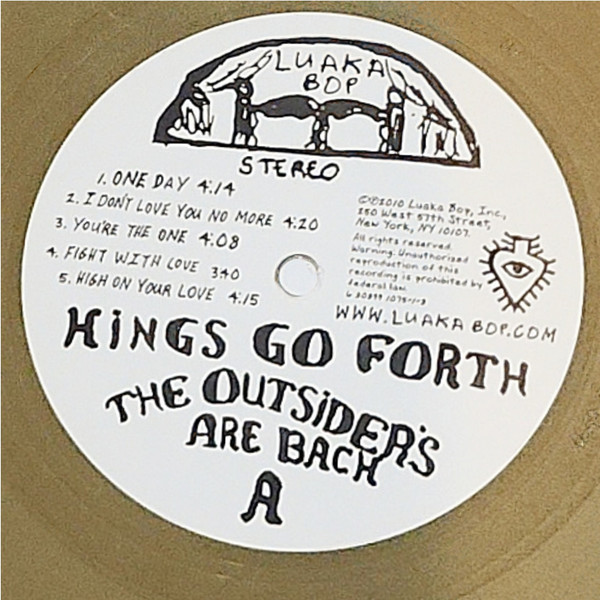 LUAKA
BOP
STEREO
1. ONE DAY 4:14
2. I DON'T LOVE YOU NO MORE 4:20
3. YOU'RE THE ONE 4:08
4. FIGHT WITH LOVE 3:40
5. HIGH ON YOUR LOVE 4:15
©℗2010 Luaka Bop, Inc.,
250 West 57th Street,
New York, NY 10107.
All rights reserved.
Warning. Unauthorized
reproduction of this
recording is prohibited by
federal law.
WWW.LUAKABOP.COM
KINGS GO FORTH
THE OUTSIDER'S
ARE BACK
A